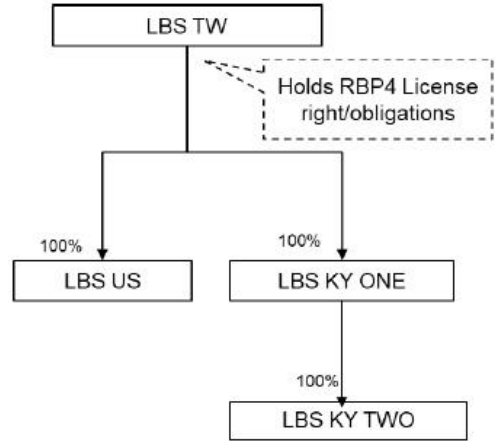 LBS TW
Holds RBP4 License
right/obligations
100%
100%
LBS US
LBS KY ONE
100%
LBS KY TWO